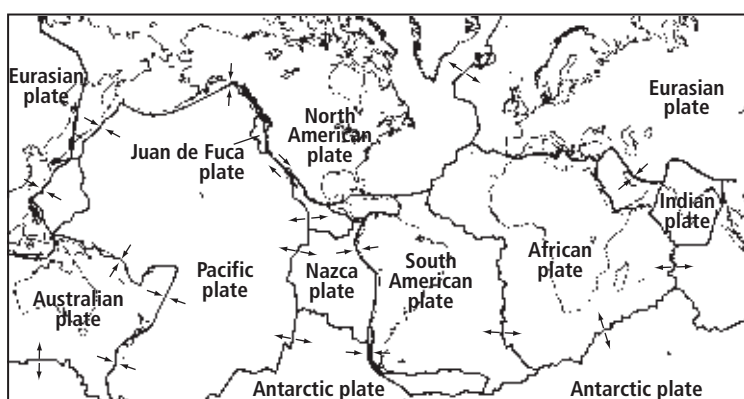 Eurasian
plate
Juan de Fuca
plate
North
American
plate
Eurasian
plate
Indian
plate
Australian
plate
Pacific
plate
Nazca
plate
South
American
plate
African
plate
Antarctic plate
Antarctic plate